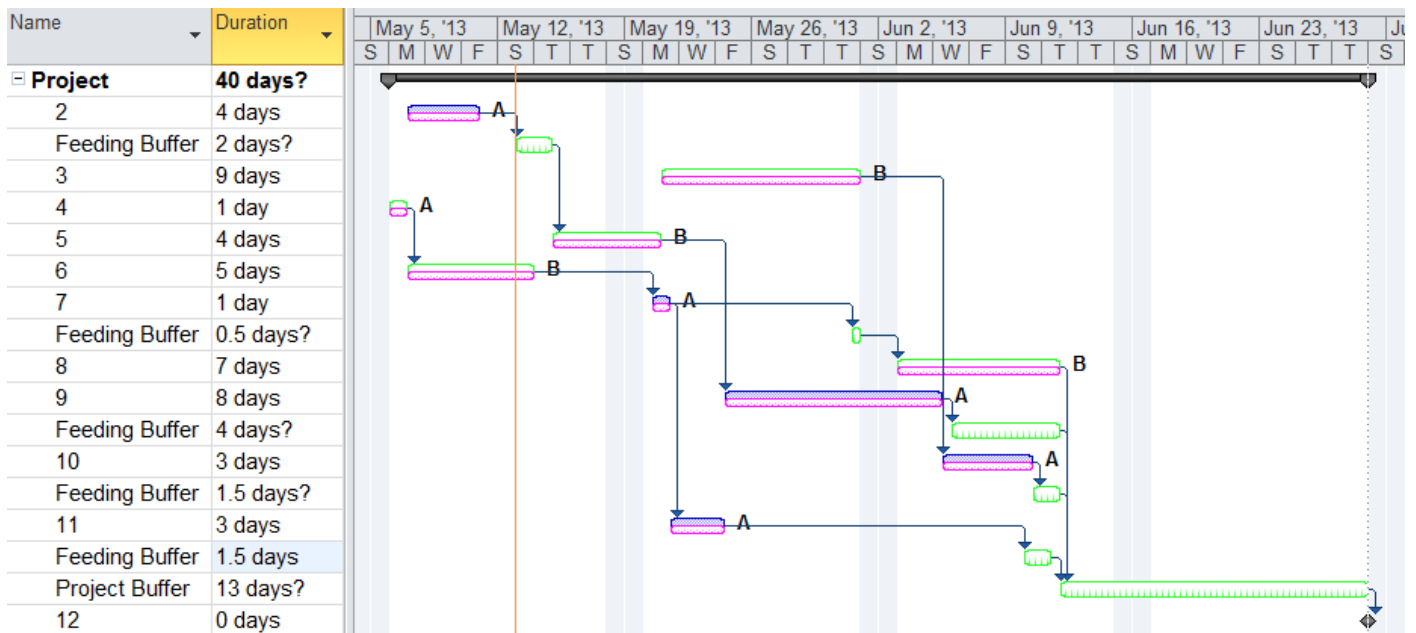 Name Duration May 5, '13 May 12, '13 May 19, '13 May 26, '13 Jun 2, '13 Jun 9, '13 Jun 16, '13 Jun 23, '13 Ju
S M W F S T T S M W F S T T S M W F S T T S M W F S T T S
Project 40 days?
2 4 days A
Feeding Buffer 2 days?
3 9 days B
4 1 day A
5 4 days B
6 5 days B
7 1 day A
Feeding Buffer 0.5 days?
8 7 days B
9 8 days A
Feeding Buffer 4 days?
10 3 days A
Feeding Buffer 1.5 days?
11 3 days A
Feeding Buffer 1.5 days
Project Buffer 13 days?
12 0 days